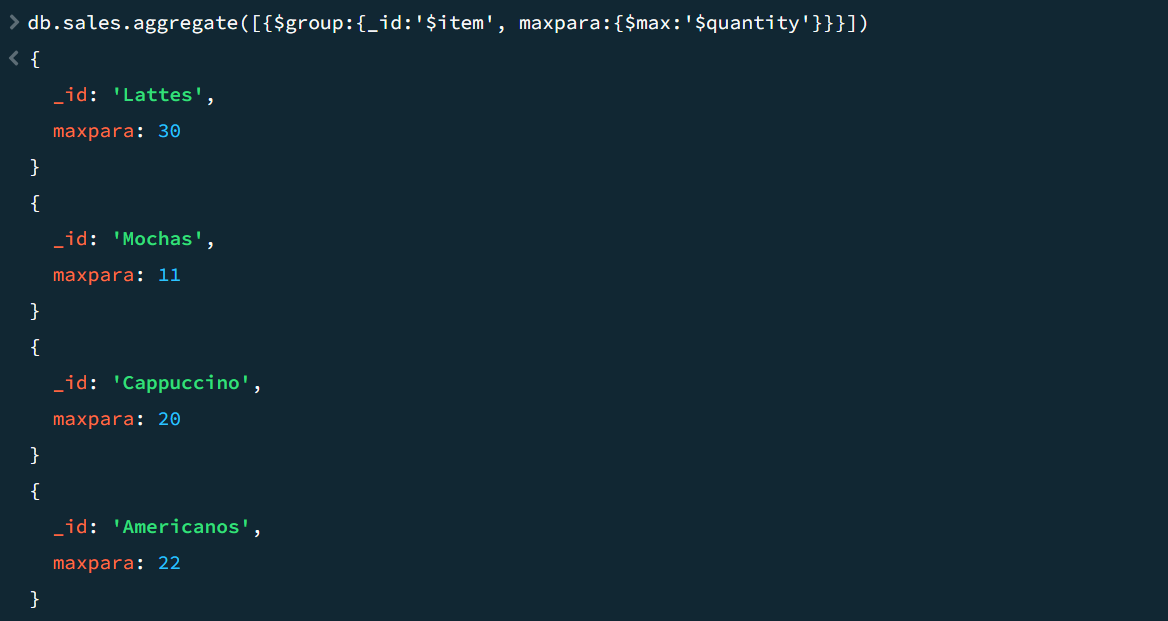 > db.sales.aggregate([{$group:{_id:'$item', maxpara:{$max:'$quantity'}}}])
< {
_id: 'Lattes',
maxpara: 30
}
{
_id: 'Mochas',
maxpara: 11
}
{
_id: 'Cappuccino',
maxpara: 20
}
{
_id: 'Americanos',
maxpara: 22
}